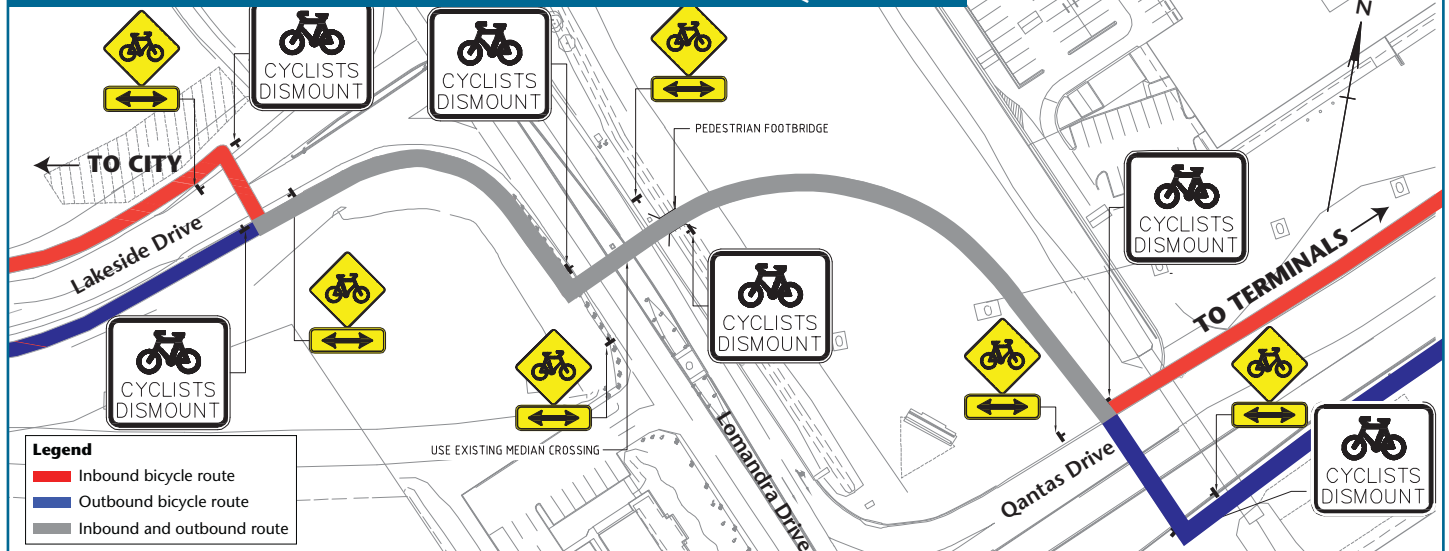 N
CYCLISTS
DISMOUNT
CYCLISTS
DISMOUNT
PEDESTRIAN FOOTBRIDGE
TO CITY
CYCLISTS
DISMOUNT
Lakeside Drive
TO TERMINALS
CYCLISTS
DISMOUNT
CYCLISTS
DISMOUNT
USE EXISTING MEDIAN CROSSING
Lomandra Drive
Qantas Drive
CYCLISTS
DISMOUNT
Legend
Inbound bicycle route
Outbound bicycle route
Inbound and outbound route